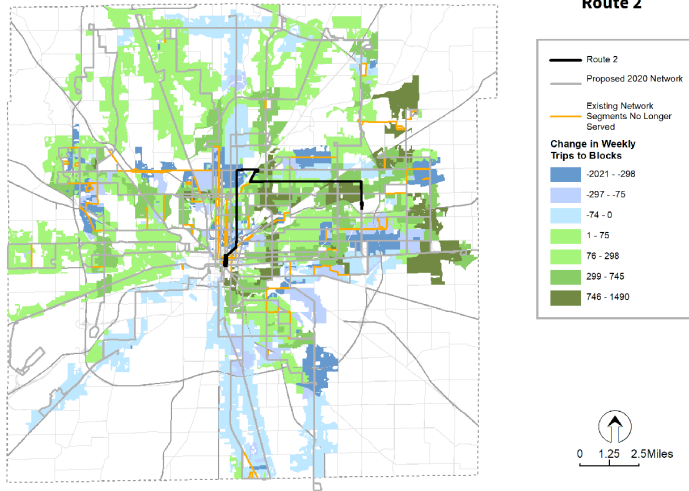 Route 2
Route 2
Proposed 2020 Network
Existing Network
Segments No Longer
Served
Change in Weekly
Trips to Blocks
-2021 - -298
-297 - -75
-74 - 0
1 - 75
76 - 298
299 - 745
746 - 1490
0 1.25 2.5Miles